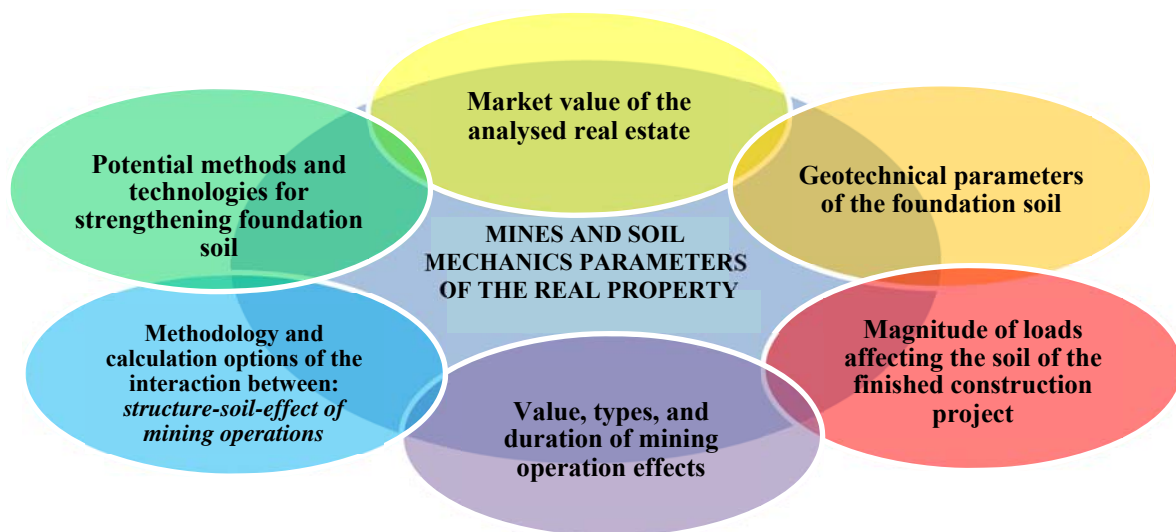 Market value of the
analysed real estate
Potential methods and
technologies for
strengthening foundation
soil
Geotechnical parameters
of the foundation soil
MINES AND SOIL
MECHANICS PARAMETERS
OF THE REAL PROPERTY
Methodology and
calculation options of the
interaction between:
structure-soil-effect of
mining operations
Magnitude of loads
affecting the soil of the
finished construction
project
Value, types, and
duration of mining
operation effects